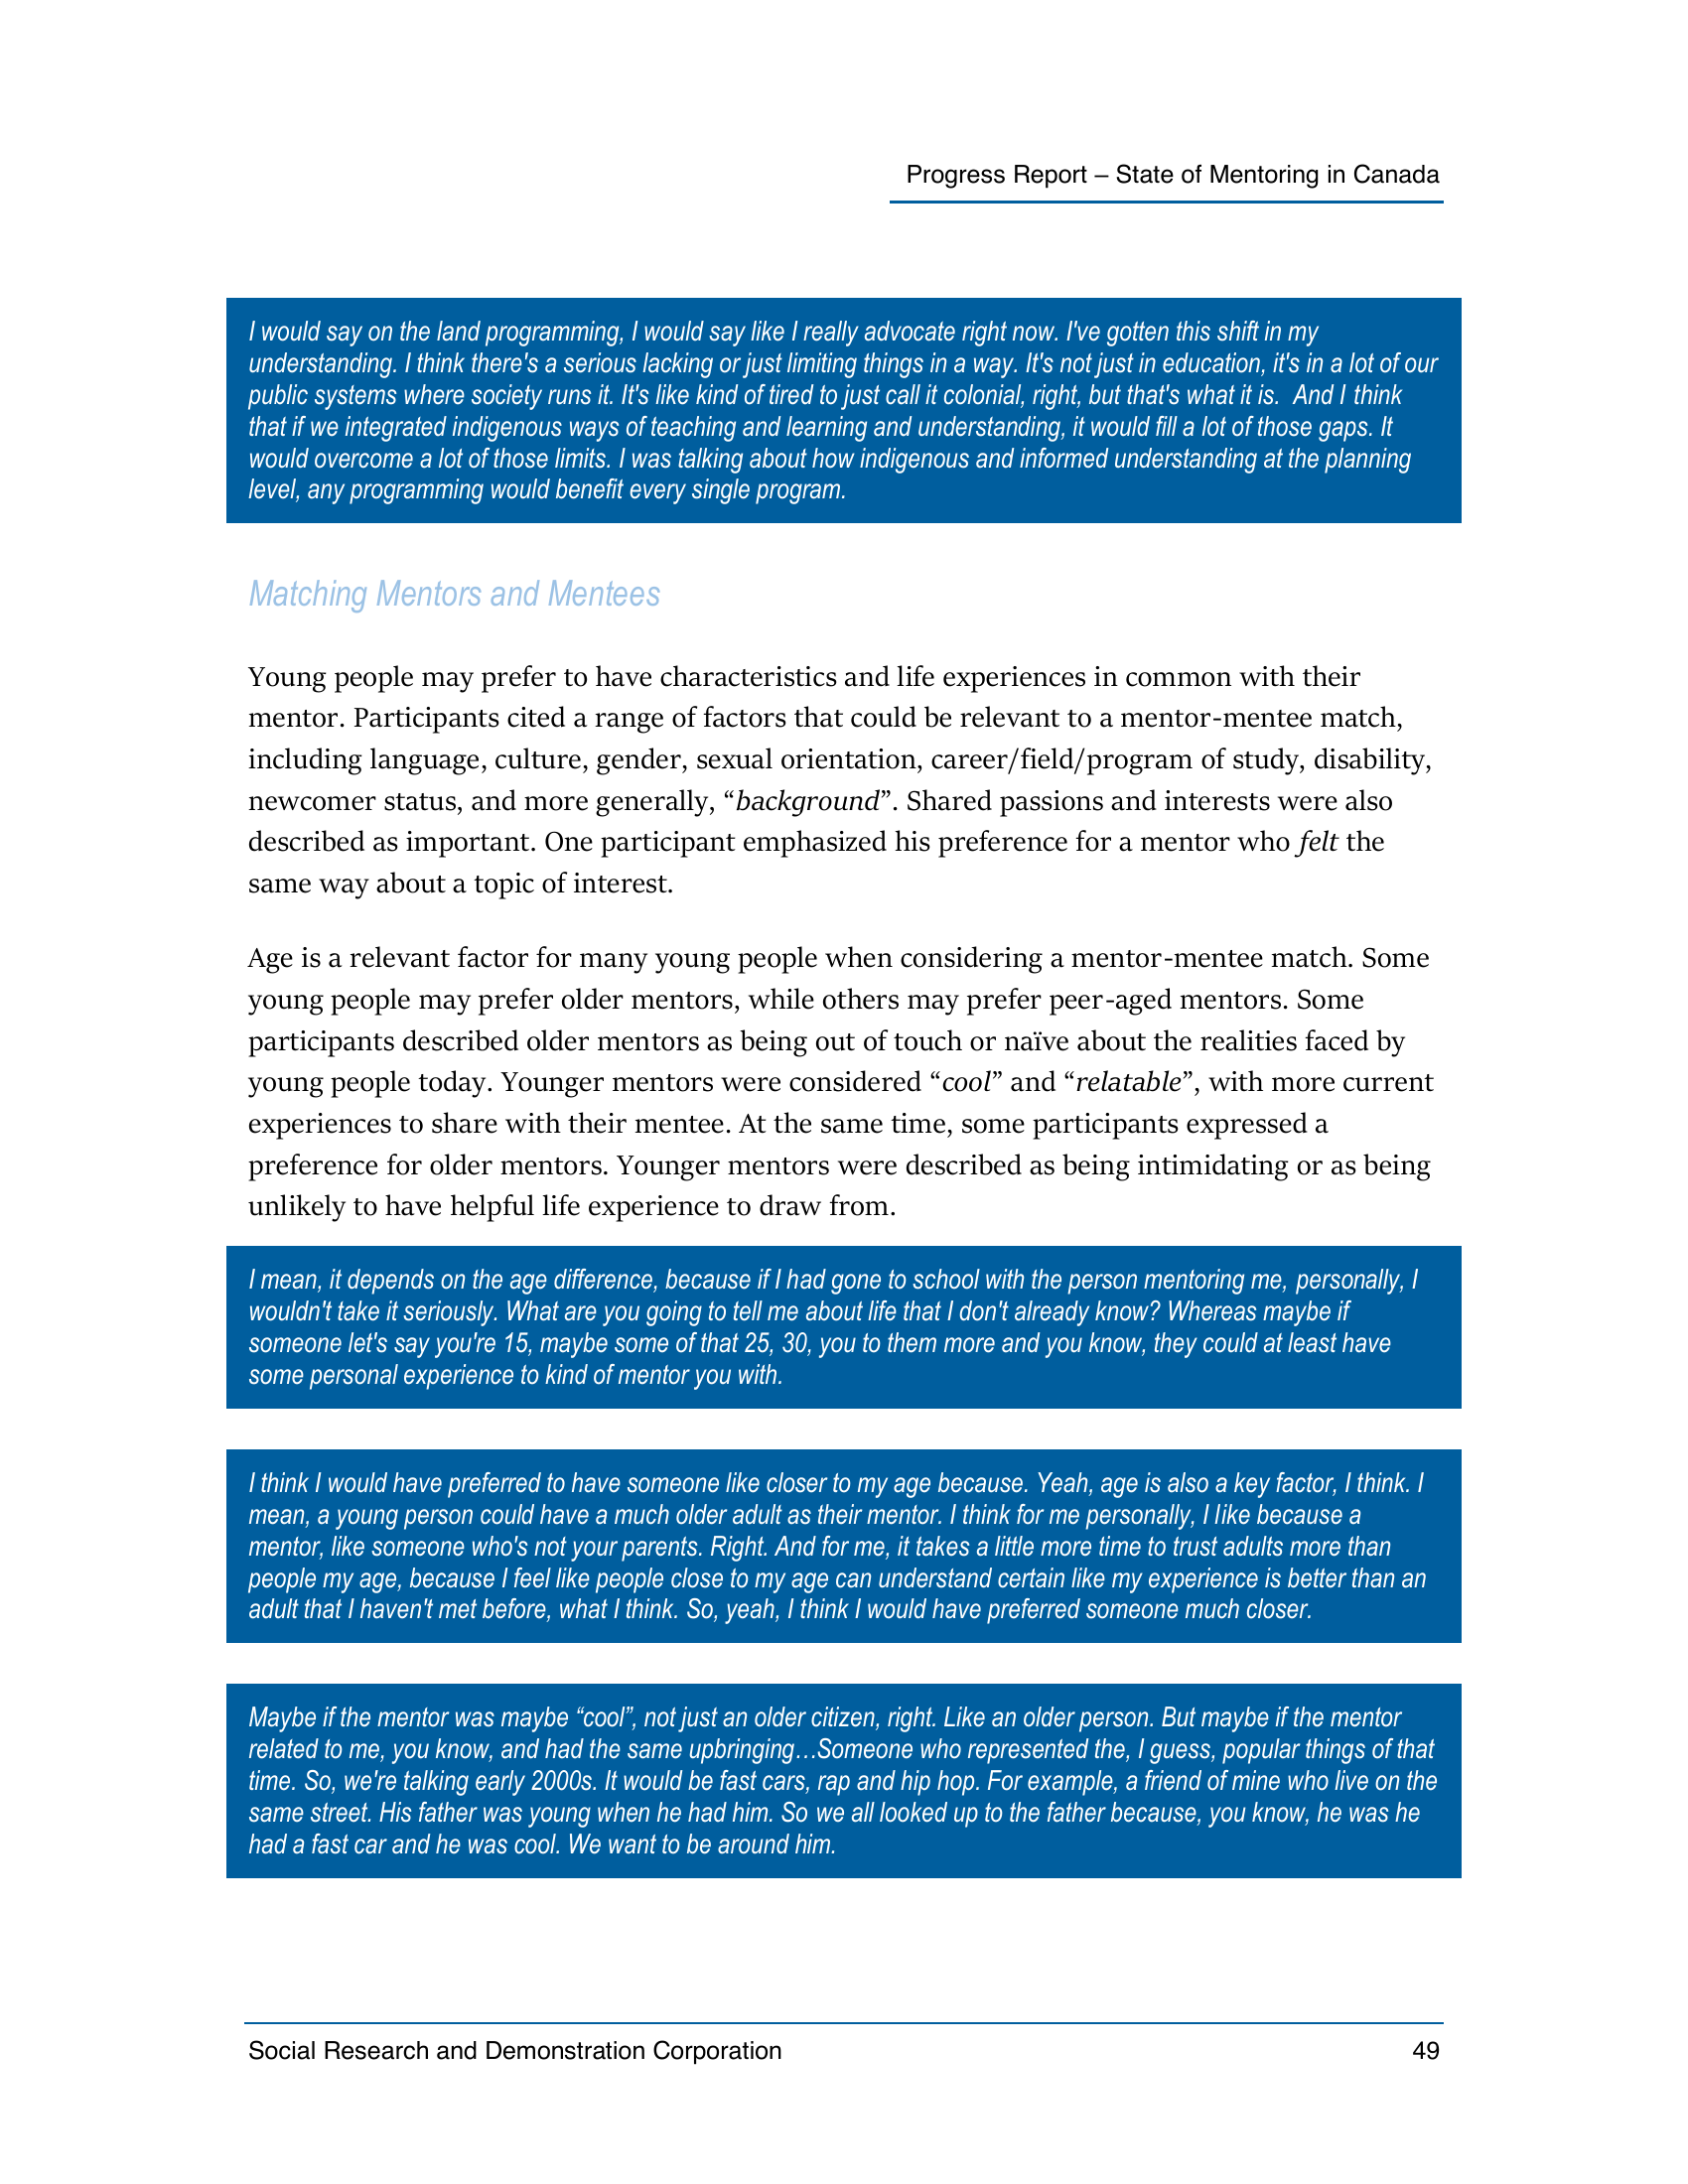 Progress Report – State of Mentoring in Canada
I would say on the land programming, I would say like I really advocate right now. I've gotten this shift in my
understanding. I think there's a serious lacking or just limiting things in a way. It's not just in education, it's in a lot of our
public systems where society runs it. It's like kind of tired to just call it colonial, right, but that's what it is.  And I think
that if we integrated indigenous ways of teaching and learning and understanding, it would fill a lot of those gaps. It
would overcome a lot of those limits. I was talking about how indigenous and informed understanding at the planning
level, any programming would benefit every single program.
Matching Mentors and Mentees
Young people may prefer to have characteristics and life experiences in common with their
mentor. Participants cited a range of factors that could be relevant to a mentor-mentee match,
including language, culture, gender, sexual orientation, career/field/program of study, disability,
newcomer status, and more generally, “background”. Shared passions and interests were also
described as important. One participant emphasized his preference for a mentor who felt the
same way about a topic of interest.
Age is a relevant factor for many young people when considering a mentor-mentee match. Some
young people may prefer older mentors, while others may prefer peer-aged mentors. Some
participants described older mentors as being out of touch or naïve about the realities faced by
young people today. Younger mentors were considered “cool” and “relatable”, with more current
experiences to share with their mentee. At the same time, some participants expressed a
preference for older mentors. Younger mentors were described as being intimidating or as being
unlikely to have helpful life experience to draw from.
I mean, it depends on the age difference, because if I had gone to school with the person mentoring me, personally, I
wouldn't take it seriously. What are you going to tell me about life that I don't already know? Whereas maybe if
someone let's say you're 15, maybe some of that 25, 30, you to them more and you know, they could at least have
some personal experience to kind of mentor you with.
I think I would have preferred to have someone like closer to my age because. Yeah, age is also a key factor, I think. I
mean, a young person could have a much older adult as their mentor. I think for me personally, I like because a
mentor, like someone who's not your parents. Right. And for me, it takes a little more time to trust adults more than
people my age, because I feel like people close to my age can understand certain like my experience is better than an
adult that I haven't met before, what I think. So, yeah, I think I would have preferred someone much closer.
Maybe if the mentor was maybe “cool”, not just an older citizen, right. Like an older person. But maybe if the mentor
related to me, you know, and had the same upbringing…Someone who represented the, I guess, popular things of that
time. So, we're talking early 2000s. It would be fast cars, rap and hip hop. For example, a friend of mine who live on the
same street. His father was young when he had him. So we all looked up to the father because, you know, he was he
had a fast car and he was cool. We want to be around him.
Social Research and Demonstration Corporation 49